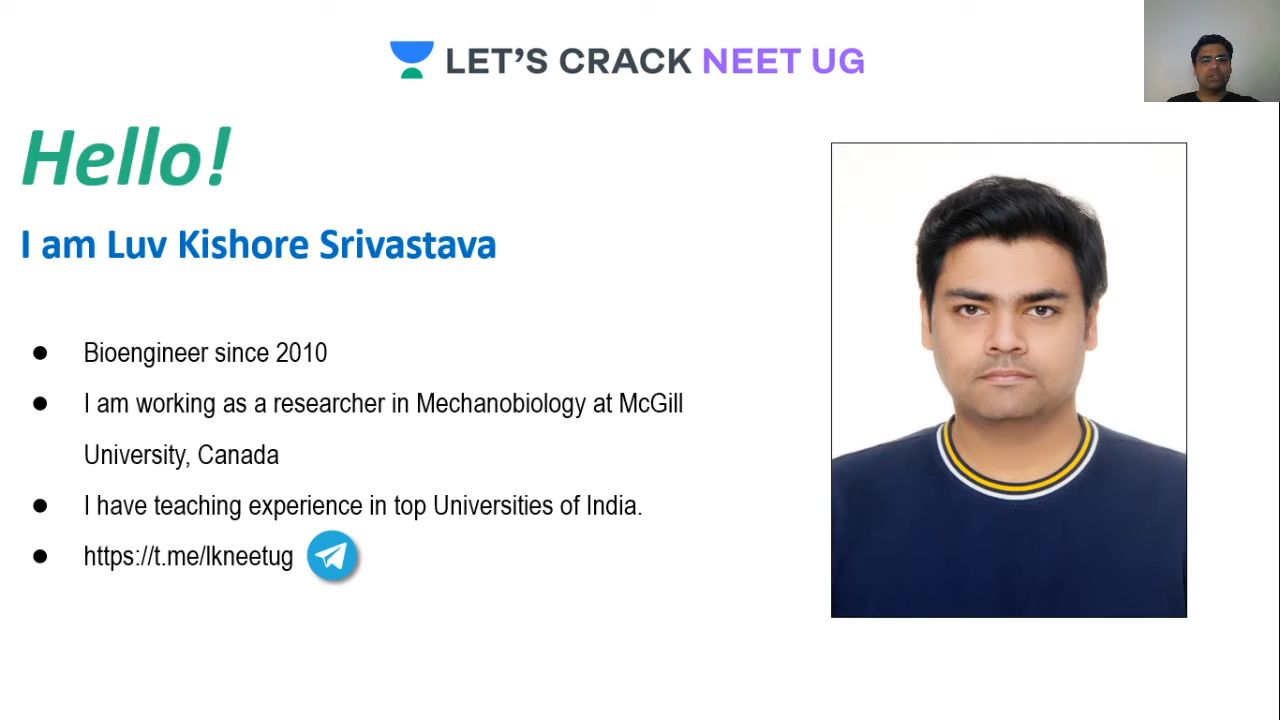 LET'S CRACK NEET UG
Hello!
I am Luv Kishore Srivastava
● Bioengineer since 2010
● I am working as a researcher in Mechanobiology at McGill
University, Canada
● I have teaching experience in top Universities of India.
● https://t.me/lkneetug